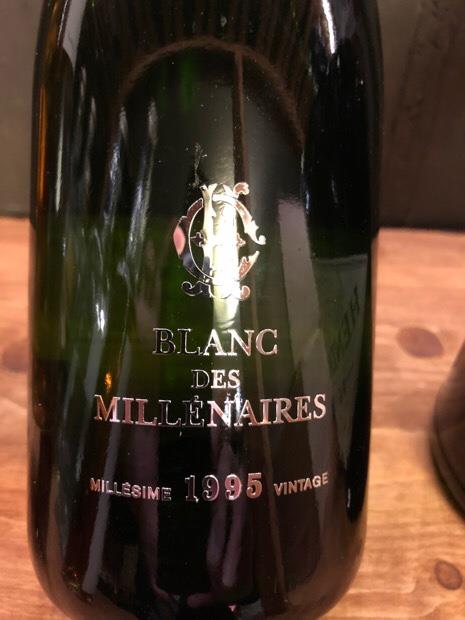 BLANC
DES
MILLÉNAIRES
MILLÉSIME 1995 VINTAGE